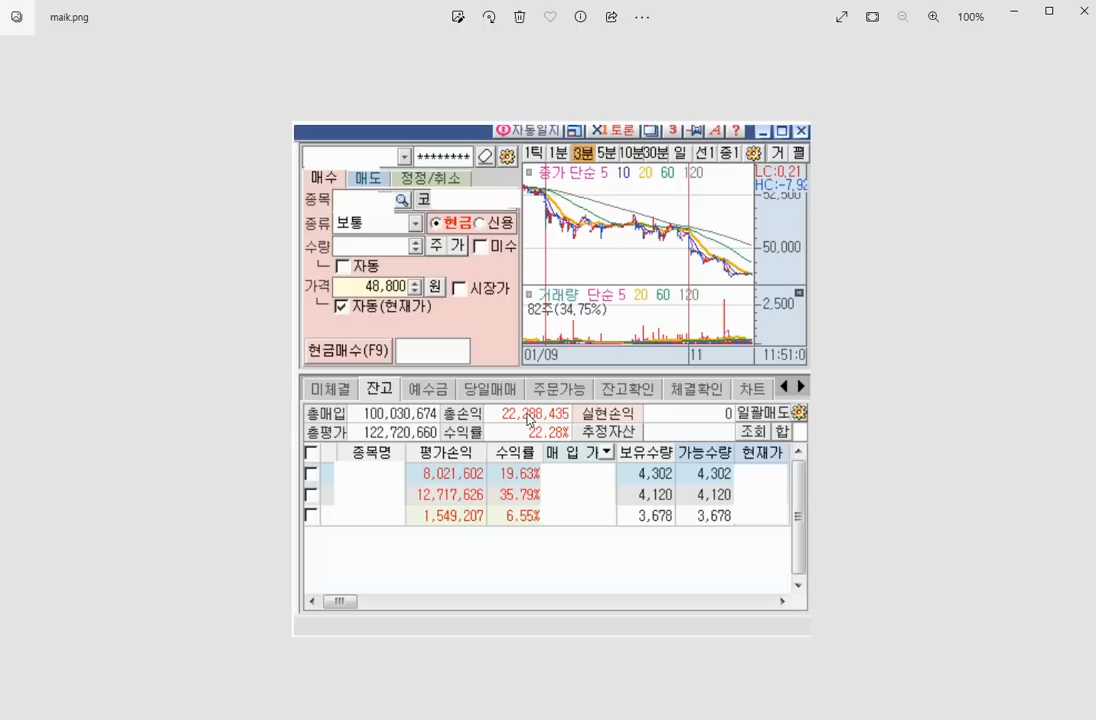 maik.png
100%
자동일지 X1 토론 3 A ?
********
1틱 1분 3분 5분 10분 30분 일 선1 종1 거 펼
매수 매도 정정/취소
종목 코
종류 보통 현금 신용
수량 주 가 미수
자동
가격 48,800 원 시장가
자동(현재가)
현금매수(F9)
종가 단순 5 10 20 60 120
LC:0,21
HC:-7,92
52,500
50,000
거래량 단순 5 20 60 120
82주(34,75%)
2,500
01/09 11 11:51:0
미체결 잔고 예수금 당일매매 주문가능 잔고확인 체결확인 차트
총매입 100,030,674 총손익 22,288,435 실현손익 0 일괄매도
총평가 122,720,660 수익률 22.28% 추정자산 조회 합
종목명 평가손익 수익률 매 입 가 보유수량 가능수량 현재가
8,021,602 19.63% 4,302 4,302
12,717,626 35.79% 4,120 4,120
1,549,207 6.55% 3,678 3,678